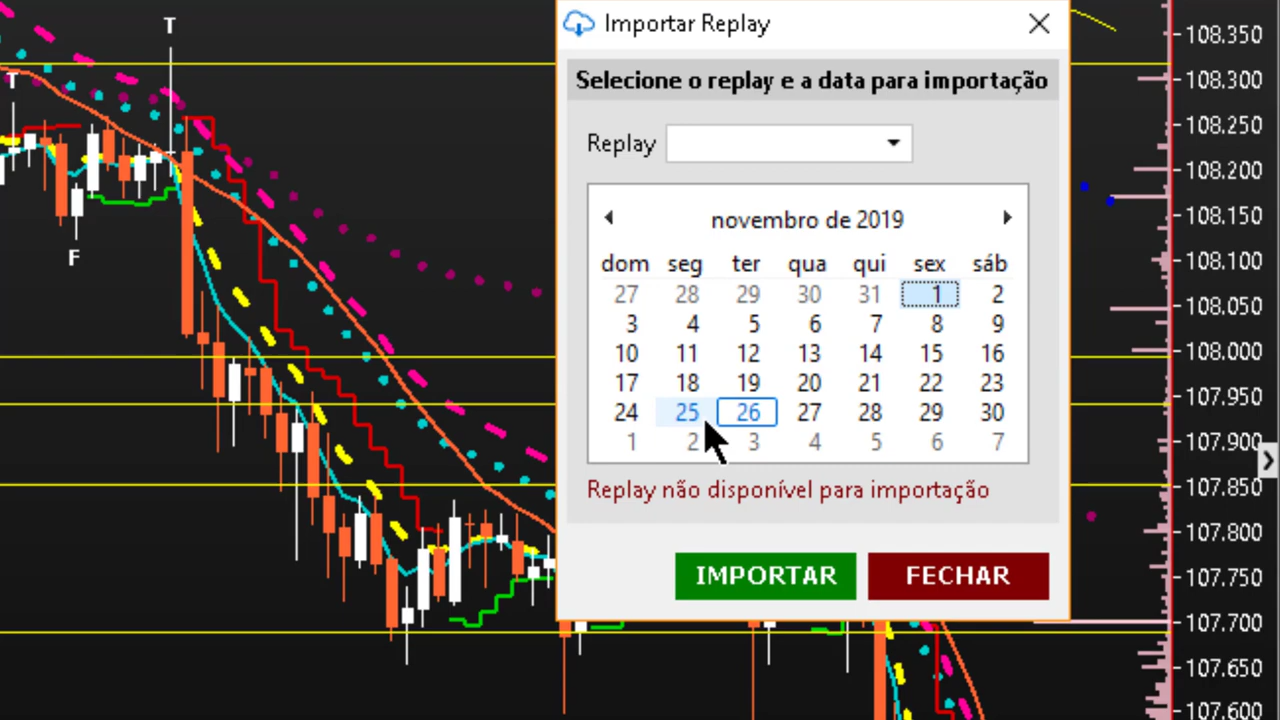 T
T
F
Importar Replay
Selecione o replay e a data para importação
Replay
novembro de 2019
dom seg ter qua qui sex sáb
27 28 29 30 31 1 2
3 4 5 6 7 8 9
10 11 12 13 14 15 16
17 18 19 20 21 22 23
24 25 26 27 28 29 30
1 2 3 4 5 6 7
Replay não disponível para importação
IMPORTAR FECHAR
108.350
108.300
108.250
108.200
108.150
108.100
108.050
108.000
107.950
107.900
107.850
107.800
107.750
107.700
107.650
107.600